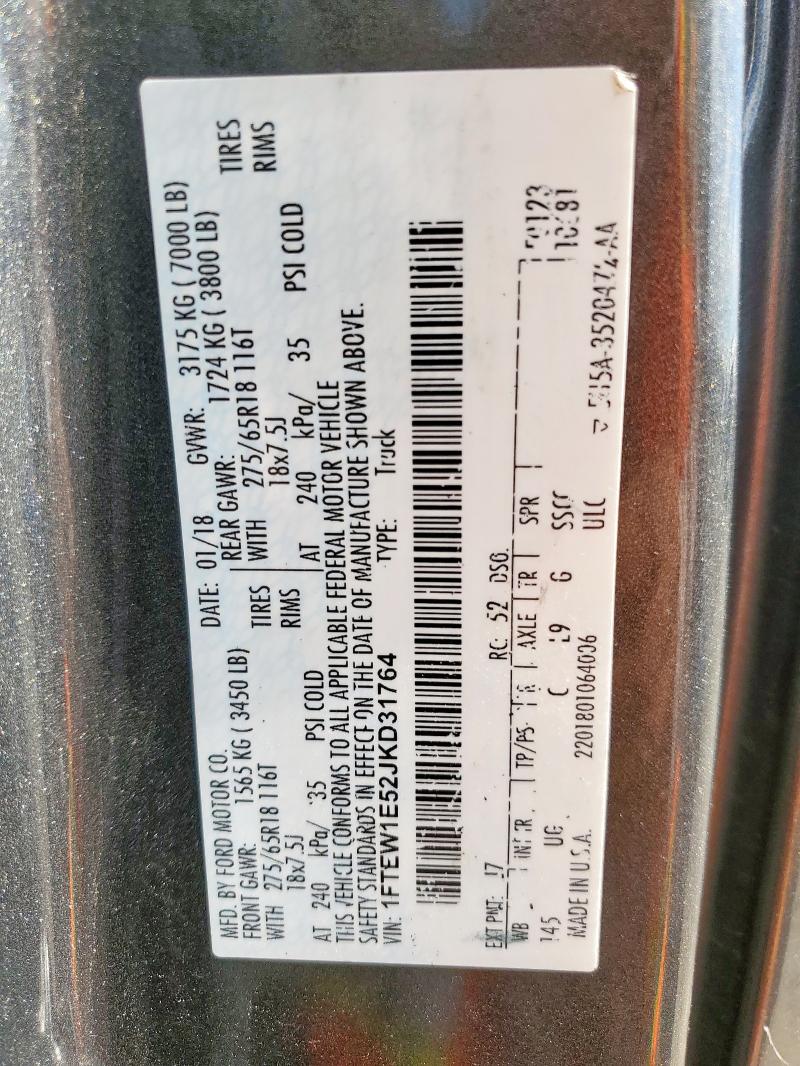 MFD. BY FORD MOTOR CO. DATE: 01/18 GVWR: 3175 KG ( 7000 LB)
FRONT GAWR: 1565 KG ( 3450 LB) REAR GAWR: 1724 KG ( 3800 LB)
WITH 275/65R18 116T TIRES WITH 275/65R18 116T TIRES
18x7.5J RIMS 18x7.5J RIMS
AT 240 kPa/ 35 PSI COLD AT 240 kPa/ 35 PSI COLD
THIS VEHICLE CONFORMS TO ALL APPLICABLE FEDERAL MOTOR VEHICLE
SAFETY STANDARDS IN EFFECT ON THE DATE OF MANUFACTURE SHOWN ABOVE.
VIN: 1FTEW1E52JKD31764 TYPE: Truck
EXT PNT: RC: 52 DSO:
WB TP/PS AXLE TR SPR
145 UG C L9 G
ULC
MADE IN U.S.A. 2201801064006